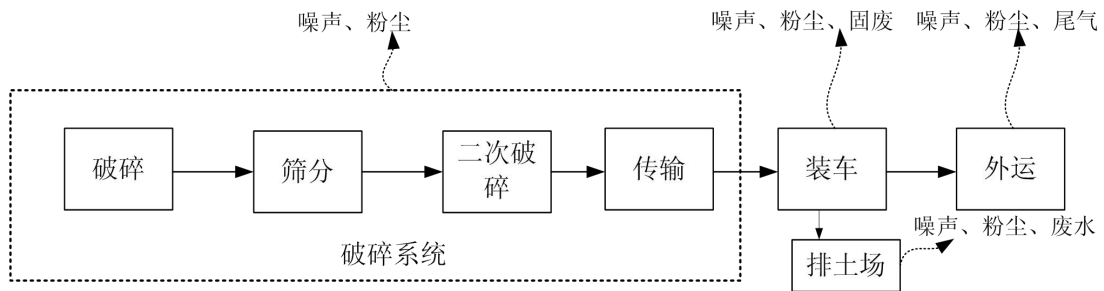 噪声、粉尘
噪声、粉尘、固废
噪声、粉尘、尾气
破碎
筛分
二次破
碎
传输
装车
外运
破碎系统
排土场
噪声、粉尘、废水